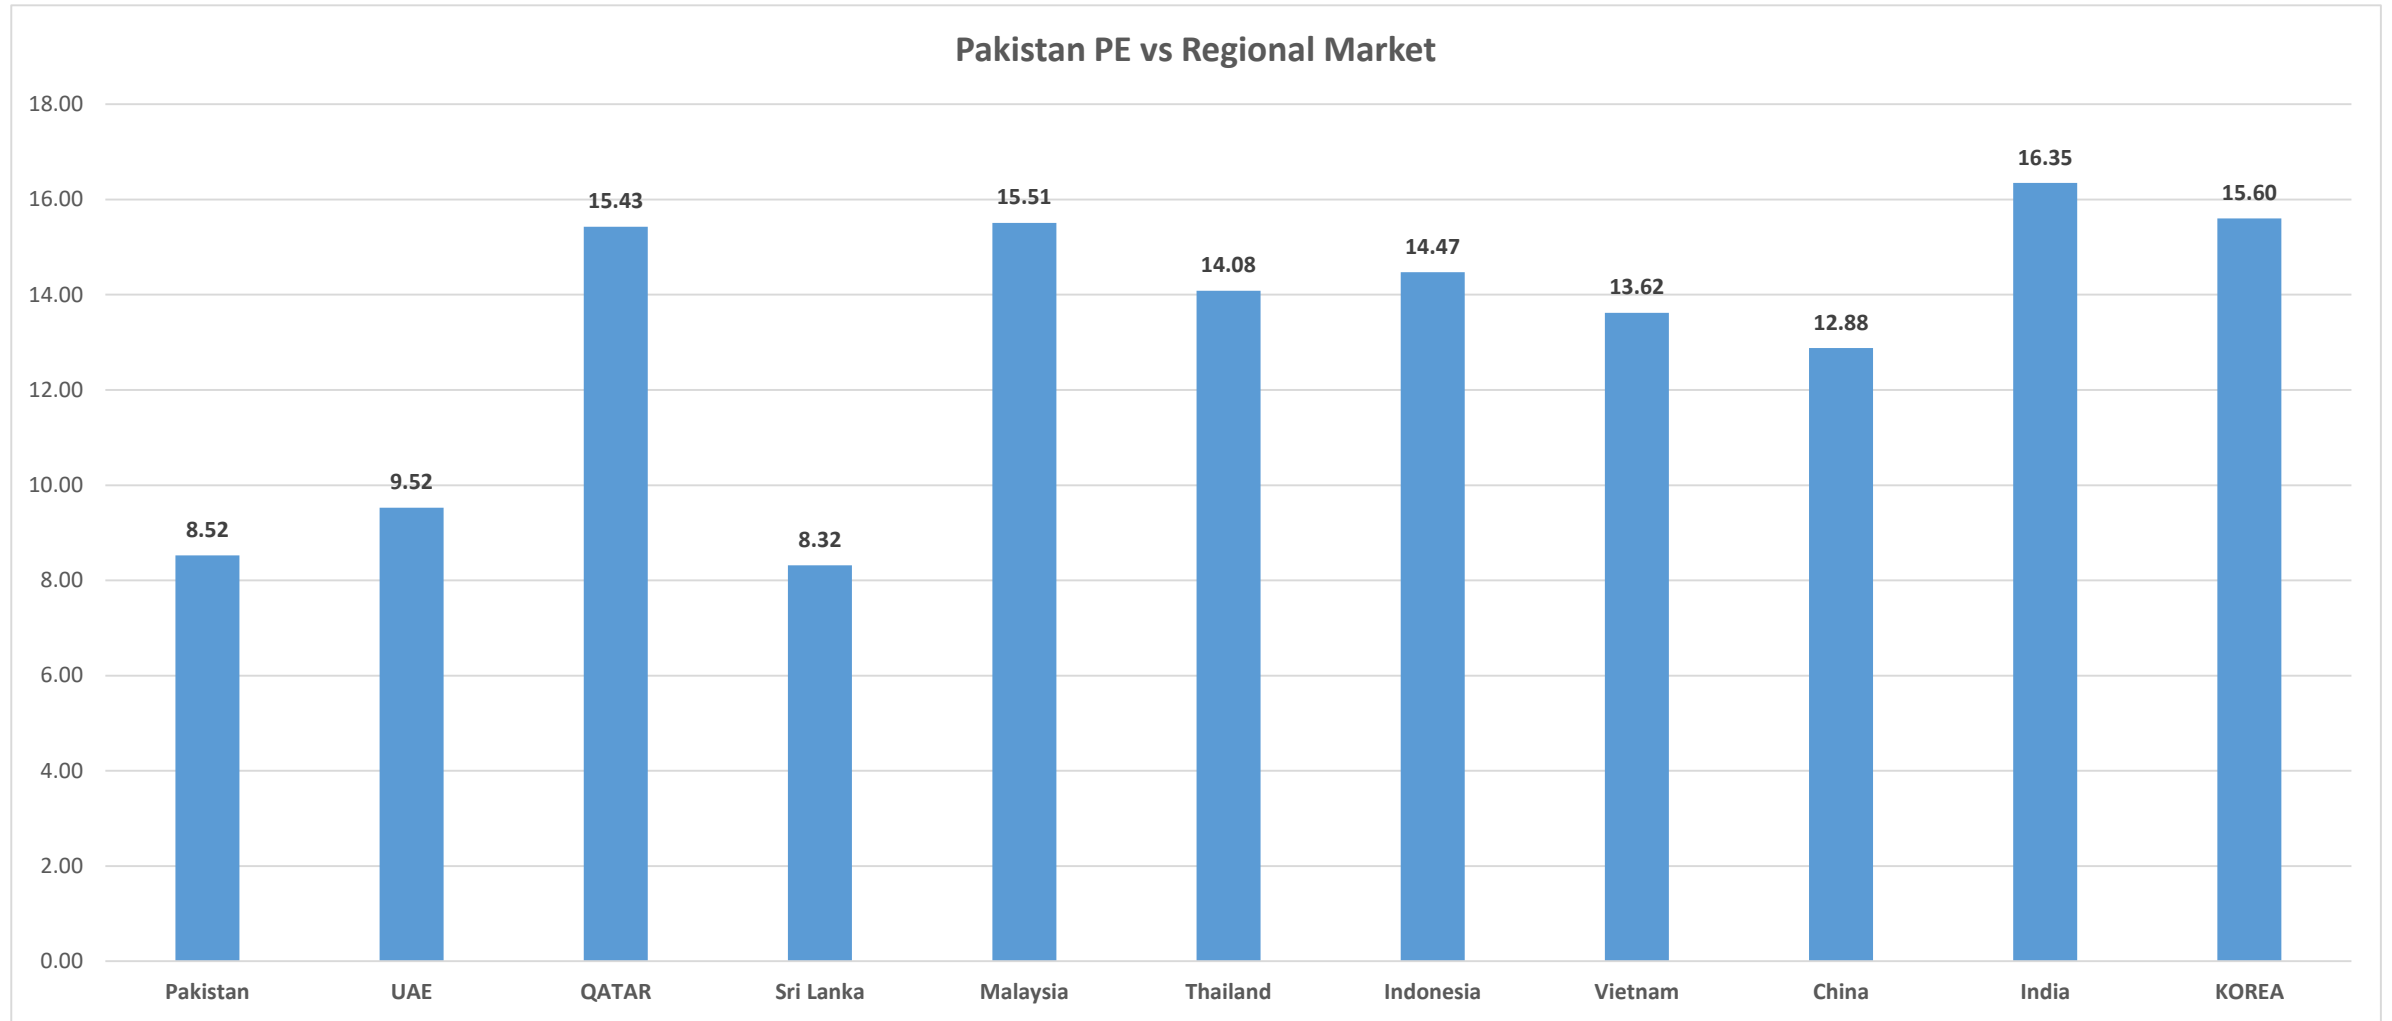 Pakistan PE vs Regional Market
18.00
16.00
14.00
12.00
10.00
8.00
6.00
4.00
2.00
0.00
8.52
9.52
15.43
8.32
15.51
14.08
14.47
13.62
12.88
16.35
15.60
Pakistan
UAE
QATAR
Sri Lanka
Malaysia
Thailand
Indonesia
Vietnam
China
India
KOREA